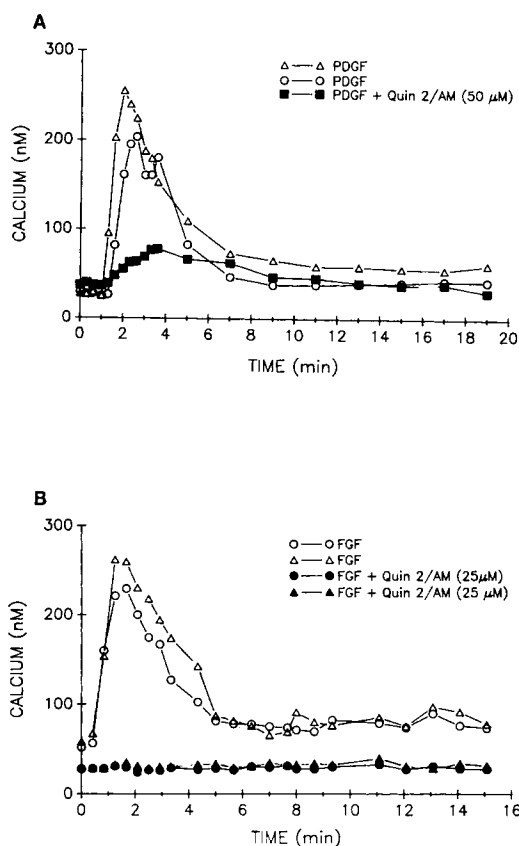 A
300
200
100
0
CALCIUM (nM)
PDGF
PDGF
PDGF + Quin 2/AM (50 μM)
0 2 4 6 8 10 12 14 16 18 20
TIME (min)
B
300
200
100
0
CALCIUM (nM)
FGF
FGF
FGF + Quin 2/AM (25μM)
FGF + Quin 2/AM (25 μM)
0 2 4 6 8 10 12 14 16
TIME (min)